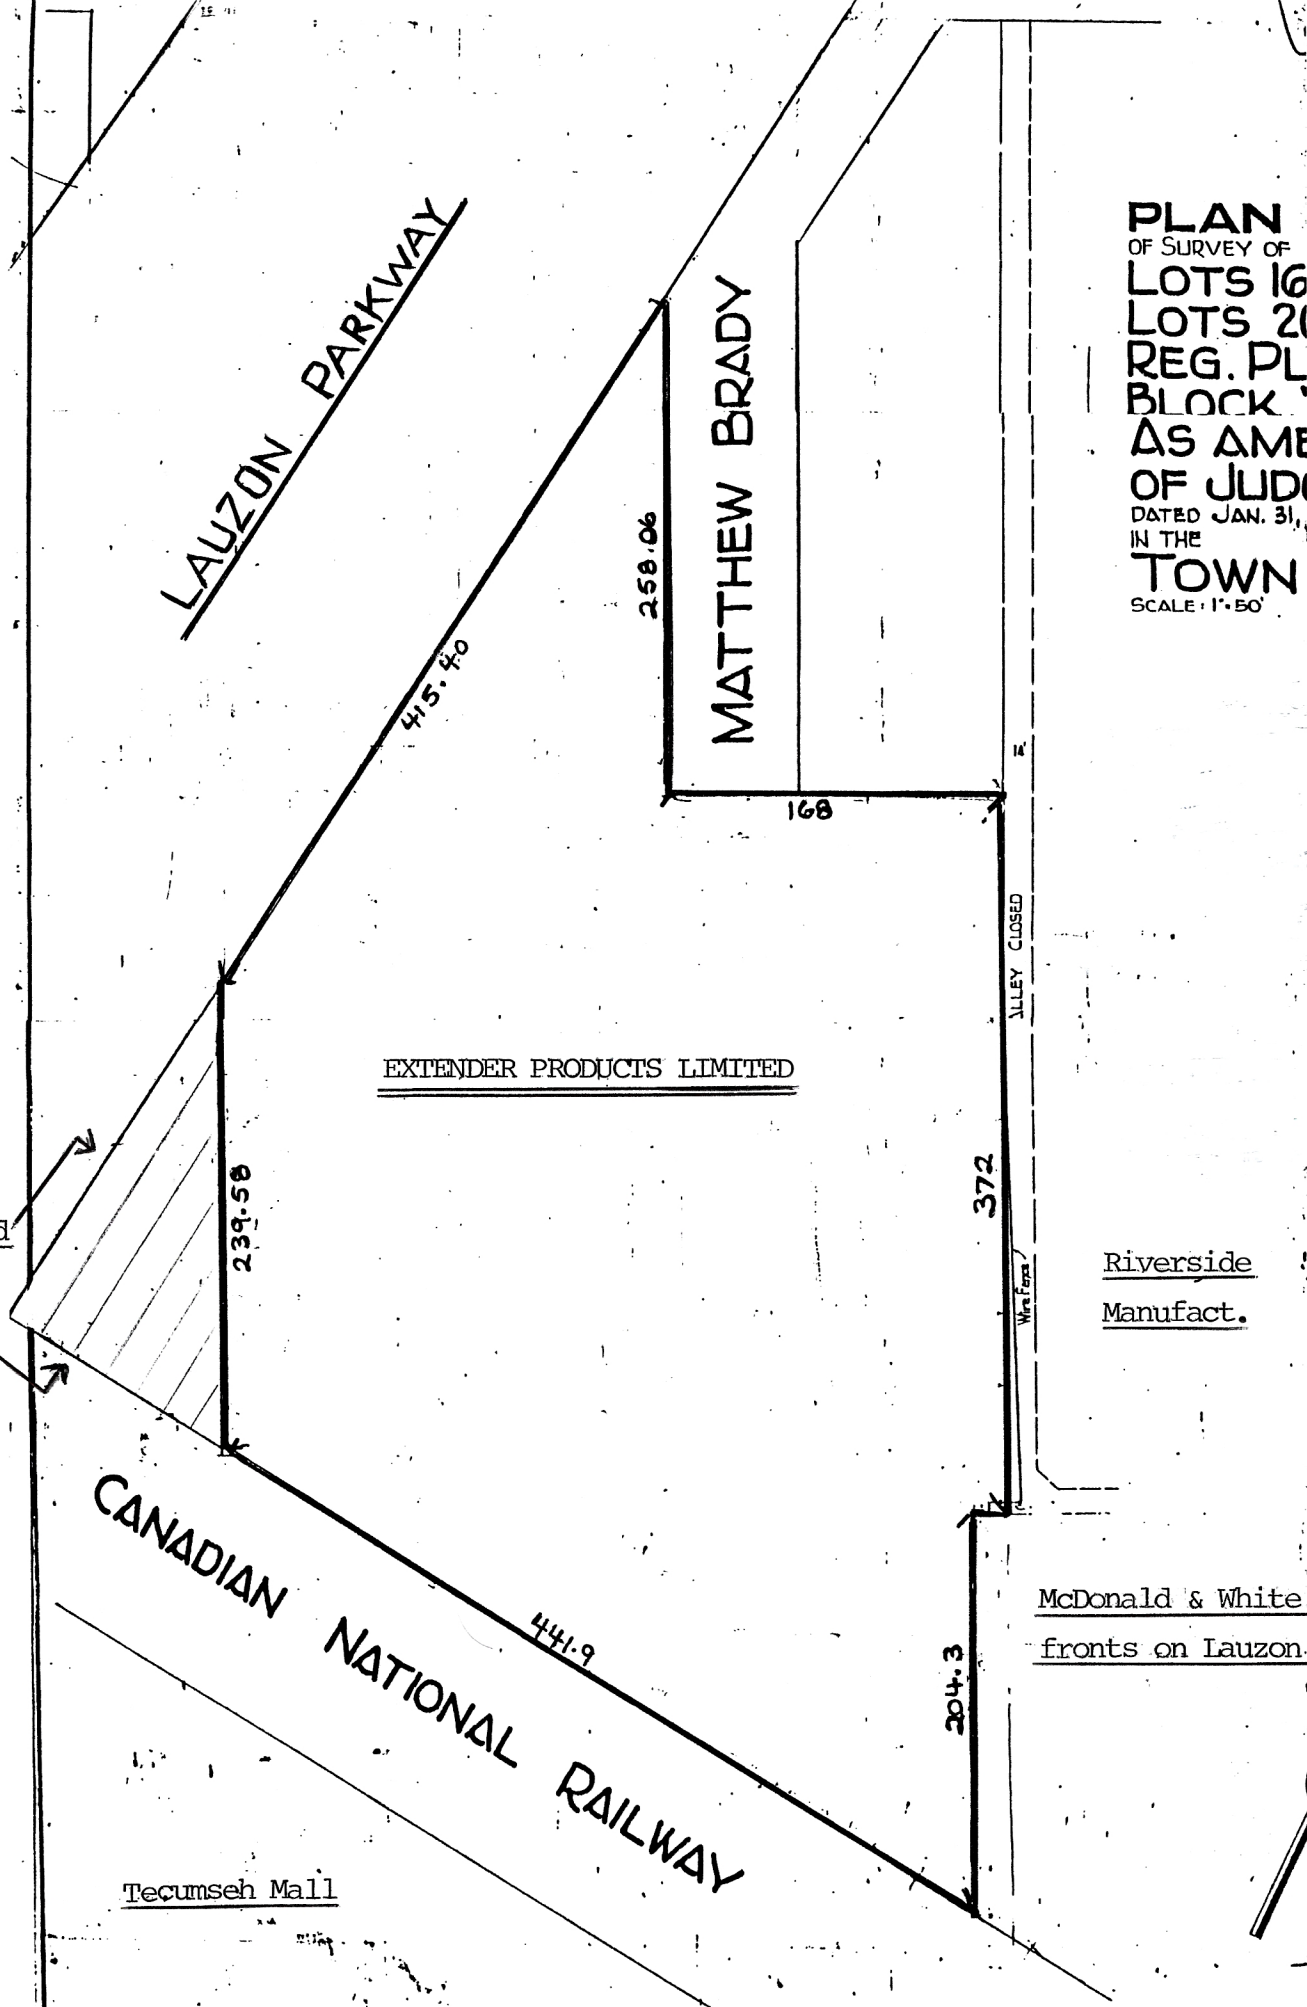 PLAN
OF SURVEY OF
LOTS 16
LOTS 20
REG. PL
BLOCK
AS AME
OF JUD
DATED JAN. 31,
IN THE
TOWN
SCALE: 1"=50'
LAUZON PARKWAY
MATTHEW BRADY
258.06
415.40
14'
168
ALLEY CLOSED
EXTENDER PRODUCTS LIMITED
239.58
372
d
Wire Fence
Riverside
Manufact.
CANADIAN NATIONAL RAILWAY
441.9
204.3
McDonald & White
fronts on Lauzon
Tecumseh Mall